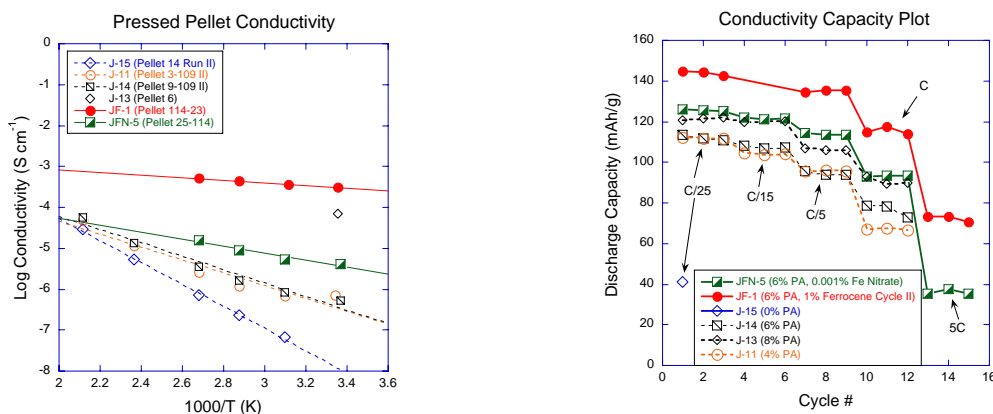 Pressed Pellet Conductivity
0
-1
-2
-3
-4
-5
-6
-7
-8
Log Conductivity (S cm⁻¹)
J-15 (Pellet 14 Run II)
J-11 (Pellet 3-109 II)
J-14 (Pellet 9-109 II)
J-13 (Pellet 6)
JF-1 (Pellet 114-23)
JFN-5 (Pellet 25-114)
2 2.2 2.4 2.6 2.8 3 3.2 3.4 3.6
1000/T (K)
Conductivity Capacity Plot
160
140
120
100
80
60
40
20
0
Discharge Capacity (mAh/g)
C
C/25
C/15
C/5
5C
JFN-5 (6% PA, 0.001% Fe Nitrate)
JF-1 (6% PA, 1% Ferrocene Cycle II)
J-15 (0% PA)
J-14 (6% PA)
J-13 (8% PA)
J-11 (4% PA)
0 2 4 6 8 10 12 14 16
Cycle #